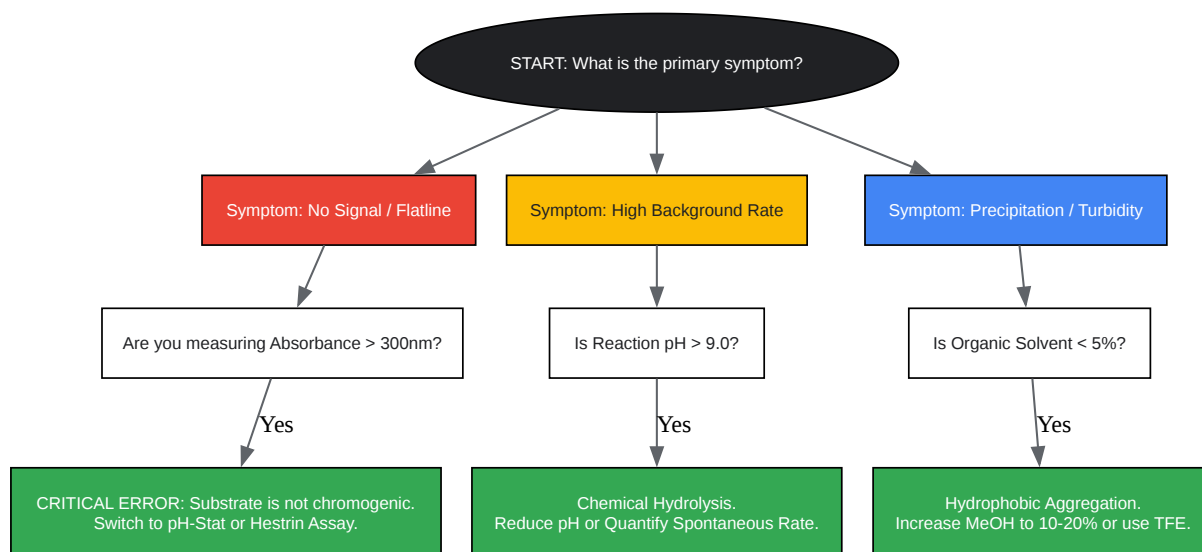 START: What is the primary symptom?
Symptom: No Signal / Flatline
Symptom: High Background Rate
Symptom: Precipitation / Turbidity
Are you measuring Absorbance > 300nm?
Is Reaction pH > 9.0?
Is Organic Solvent < 5%?
Yes
Yes
Yes
CRITICAL ERROR: Substrate is not chromogenic.
Switch to pH-Stat or Hestrin Assay.
Chemical Hydrolysis.
Reduce pH or Quantify Spontaneous Rate.
Hydrophobic Aggregation.
Increase MeOH to 10-20% or use TFE.